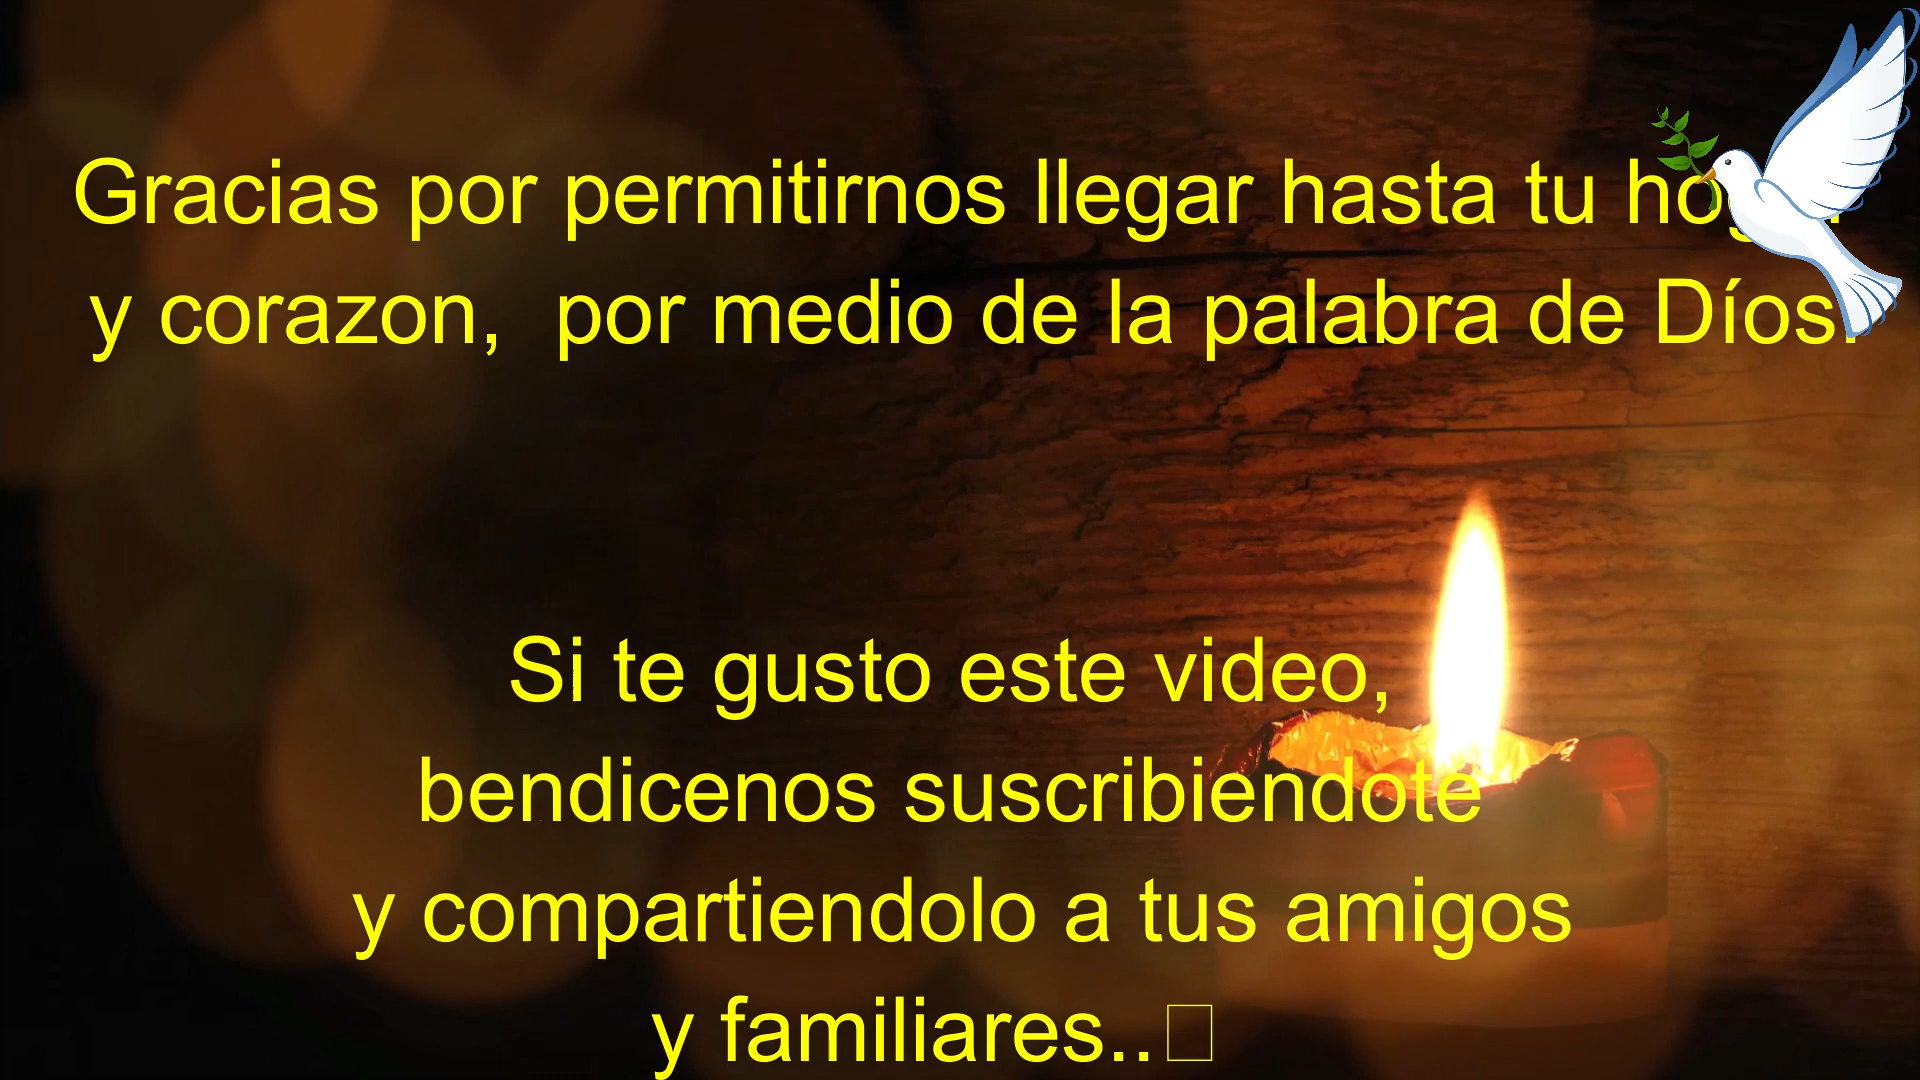 Gracias por permitirnos llegar hasta tu
y corazon,  por medio de la palabra de Díos.
Si te gusto este video,
bendicenos suscribiendote
y compartiendolo a tus amigos
y familiares..